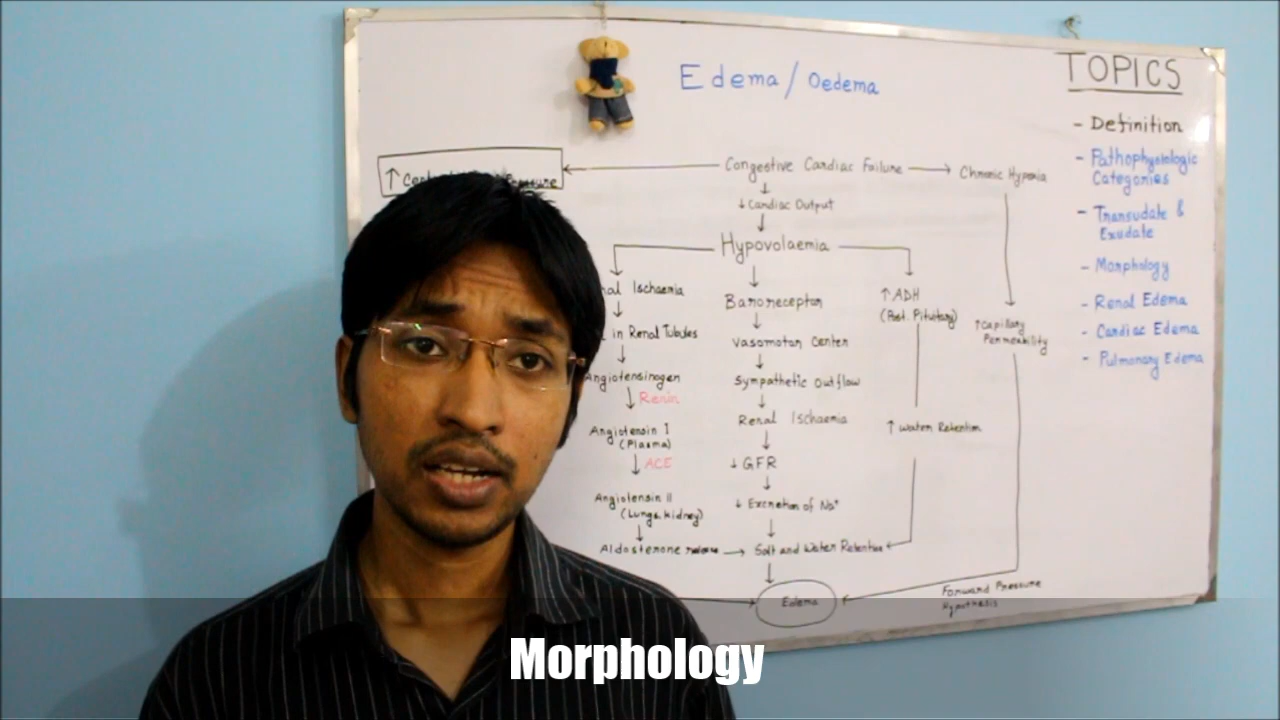 Edema / Oedema
TOPICS
- Definition
- Pathophysiologic
Categories
- Transudate &
Exudate
- Morphology
- Renal Edema
- Cardiac Edema
- Pulmonary Edema
Congestive Cardiac Failure
Chronic Hypoxia
↓ Cardiac Output
Hypovolaemia
Ischaemia
in Renal Tubules
Angiotensinogen
Renin
Angiotensin I
(Plasma)
ACE
Angiotensin II
(Lungs, kidney)
Aldosterone release
Baroreceptor
Vasomotor Center
Sympathetic Outflow
Renal Ischaemia
↓ GFR
↓ Excretion of Na⁺
Salt and Water Retention
Edema
↑ ADH
(Post. Pituitary)
↑ Water Retention
↑ Capillary
Permeability
Forward Pressure
Hypothesis
Morphology